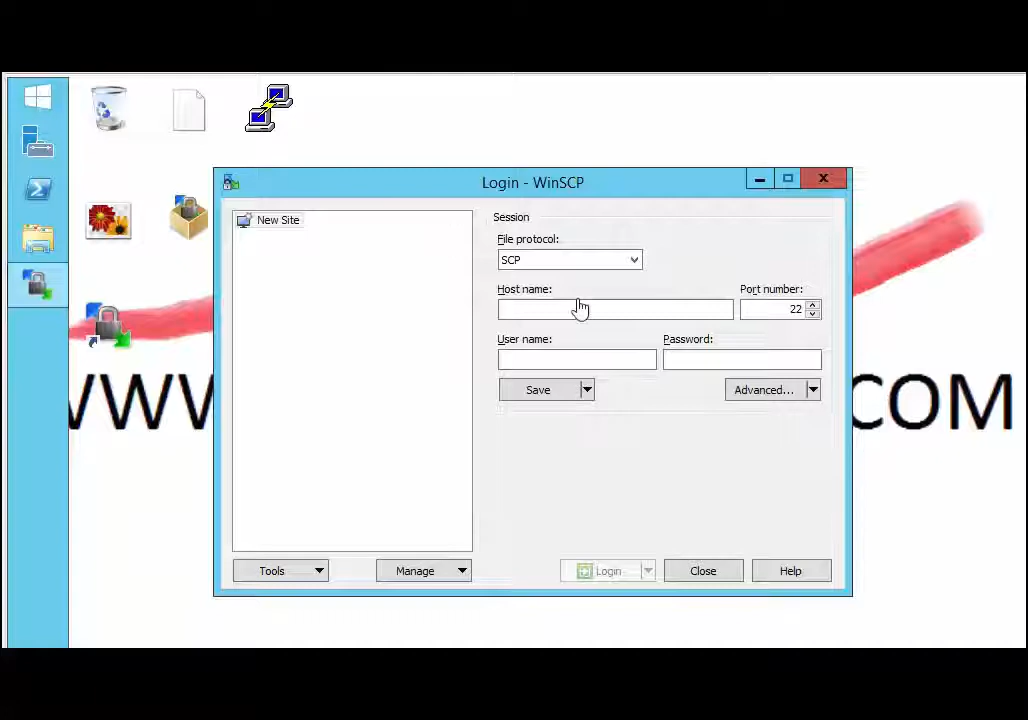 Login - WinSCP
New Site
Session
File protocol:
SCP
Host name:
Port number:
22
User name:
Password:
Save
Advanced...
WWW
.COM
Tools
Manage
Login
Close
Help